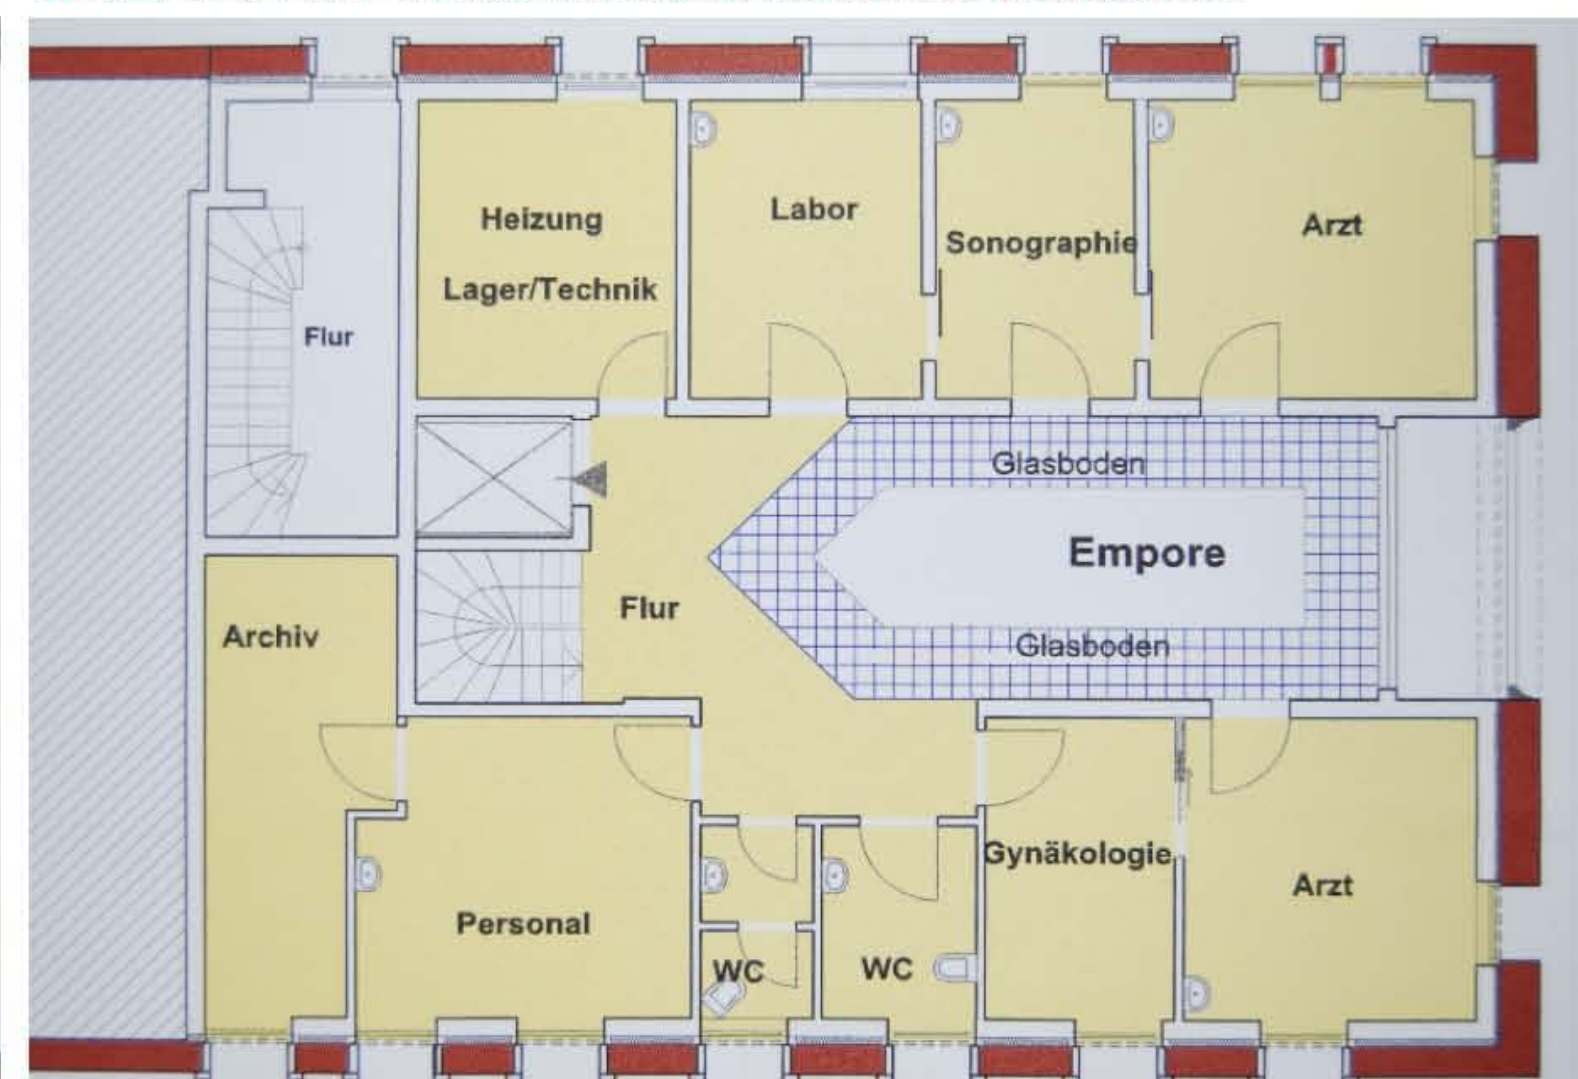 Heizung
Lager/Technik
Labor
Sonographie
Arzt
Flur
Glasboden
Empore
Glasboden
Flur
Archiv
Personal
WC
WC
Gynäkologie
Arzt